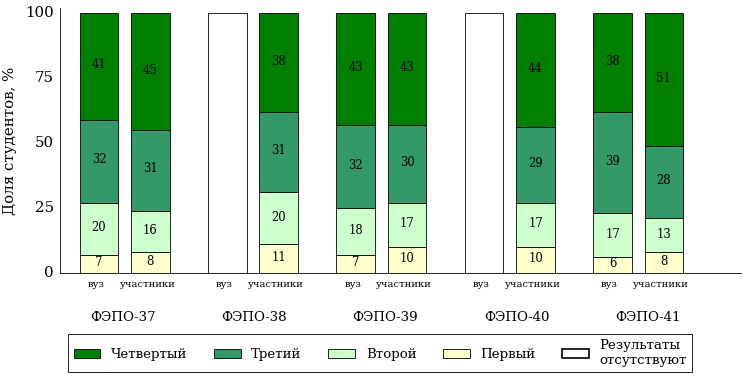 100
75
50
25
0
Доля студентов, %
41 45 38 43 43 44 38 51
32 31 31 32 30 29 39 28
20 16 20 18 17 17 17 13
7 8 11 7 10 10 6 8
вуз участники вуз участники вуз участники вуз участники вуз участники
ФЭПО-37 ФЭПО-38 ФЭПО-39 ФЭПО-40 ФЭПО-41
Четвертый Третий Второй Первый Результаты
отсутствуют